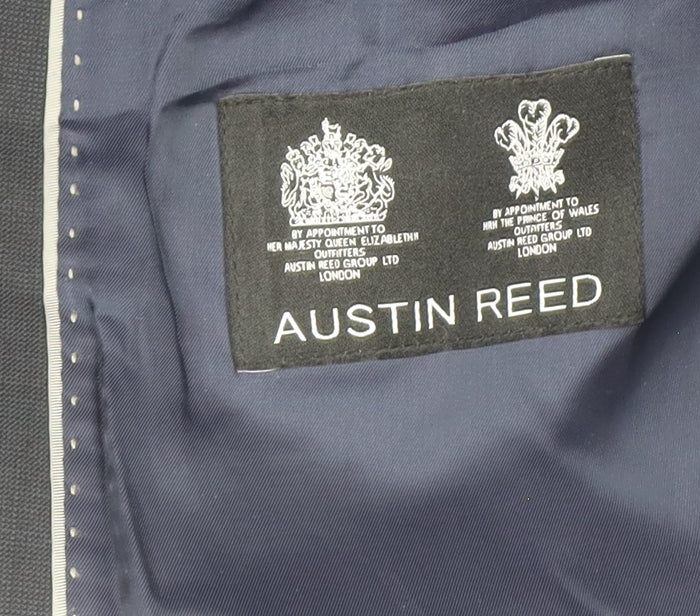 BY APPOINTMENT TO
HER MAJESTY QUEEN ELIZABETH II
OUTFITTERS
AUSTIN REED GROUP LTD
LONDON
BY APPOINTMENT TO
HRH THE PRINCE OF WALES
OUTFITTERS
AUSTIN REED GROUP LTD
LONDON
AUSTIN REED